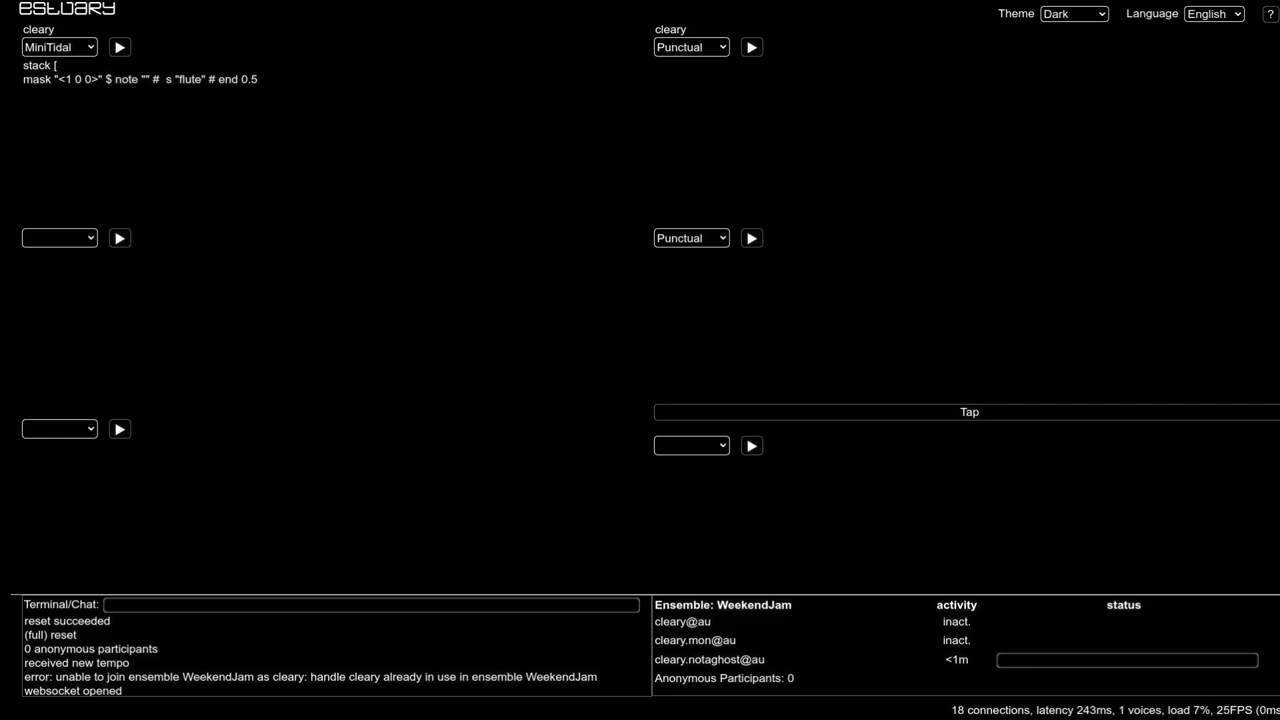 estuary
Theme Dark Language English ?
cleary
MiniTidal
stack [
mask "<1 0 0>" $ note "" # s "flute" # end 0.5
cleary
Punctual
Punctual
Tap
Terminal/Chat:
reset succeeded
(full) reset
0 anonymous participants
received new tempo
error: unable to join ensemble WeekendJam as cleary: handle cleary already in use in ensemble WeekendJam
websocket opened
Ensemble: WeekendJam activity status
cleary@au inact.
cleary.mon@au inact.
cleary.notaghost@au <1m
Anonymous Participants: 0
18 connections, latency 243ms, 1 voices, load 7%, 25FPS (0ms